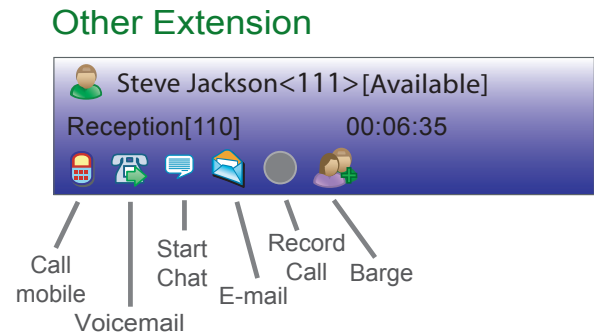 Other Extension
Steve Jackson<111>[Available]
Reception[110] 00:06:35
Call mobile
Voicemail
Start Chat
E-mail
Record Call
Barge